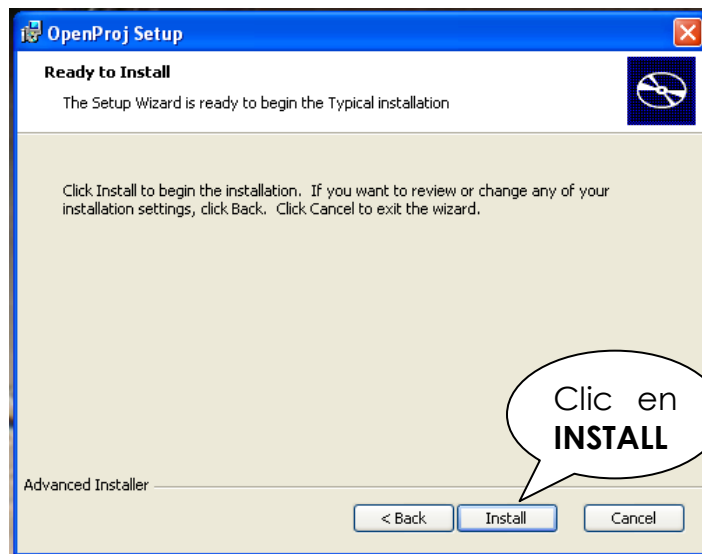 OpenProj Setup
Ready to Install
The Setup Wizard is ready to begin the Typical installation
Click Install to begin the installation. If you want to review or change any of your
installation settings, click Back. Click Cancel to exit the wizard.
Clic en
INSTALL
Advanced Installer
< Back Install Cancel